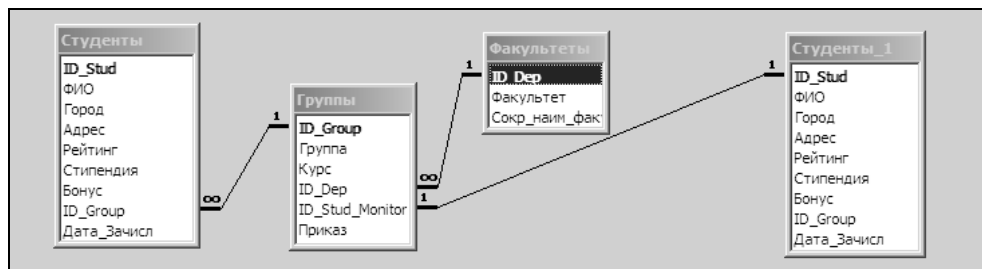 Студенты
ID_Stud
ФИО
Город
Адрес
Рейтинг
Стипендия
Бонус
ID_Group
Дата_Зачисл
1
∞
Группы
ID_Group
Группа
Курс
ID_Dep
ID_Stud_Monitor
Приказ
∞
1
1
Факультеты
ID_Dep
Факультет
Сокр_наим_фак
1
Студенты_1
ID_Stud
ФИО
Город
Адрес
Рейтинг
Стипендия
Бонус
ID_Group
Дата_Зачисл